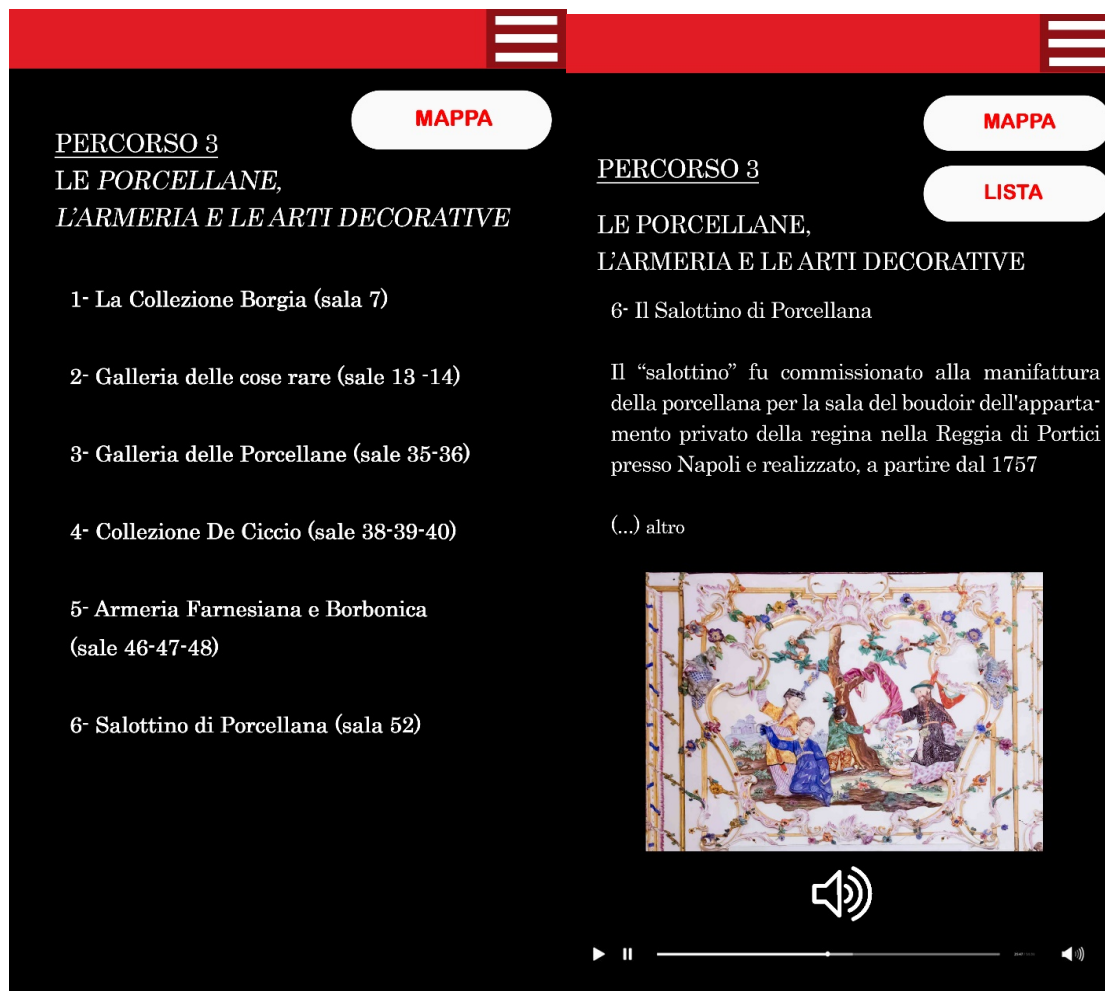 MAPPA
PERCORSO 3
LE PORCELLANE,
L'ARMERIA E LE ARTI DECORATIVE
1- La Collezione Borgia (sala 7)
2- Galleria delle cose rare (sale 13 -14)
3- Galleria delle Porcellane (sale 35-36)
4- Collezione De Ciccio (sale 38-39-40)
5- Armeria Farnesiana e Borbonica
(sale 46-47-48)
6- Salottino di Porcellana (sala 52)
MAPPA
LISTA
PERCORSO 3
LE PORCELLANE,
L'ARMERIA E LE ARTI DECORATIVE
6- Il Salottino di Porcellana
Il “salottino” fu commissionato alla manifattura
della porcellana per la sala del boudoir dell'apparta-
mento privato della regina nella Reggia di Portici
presso Napoli e realizzato, a partire dal 1757
(...) altro